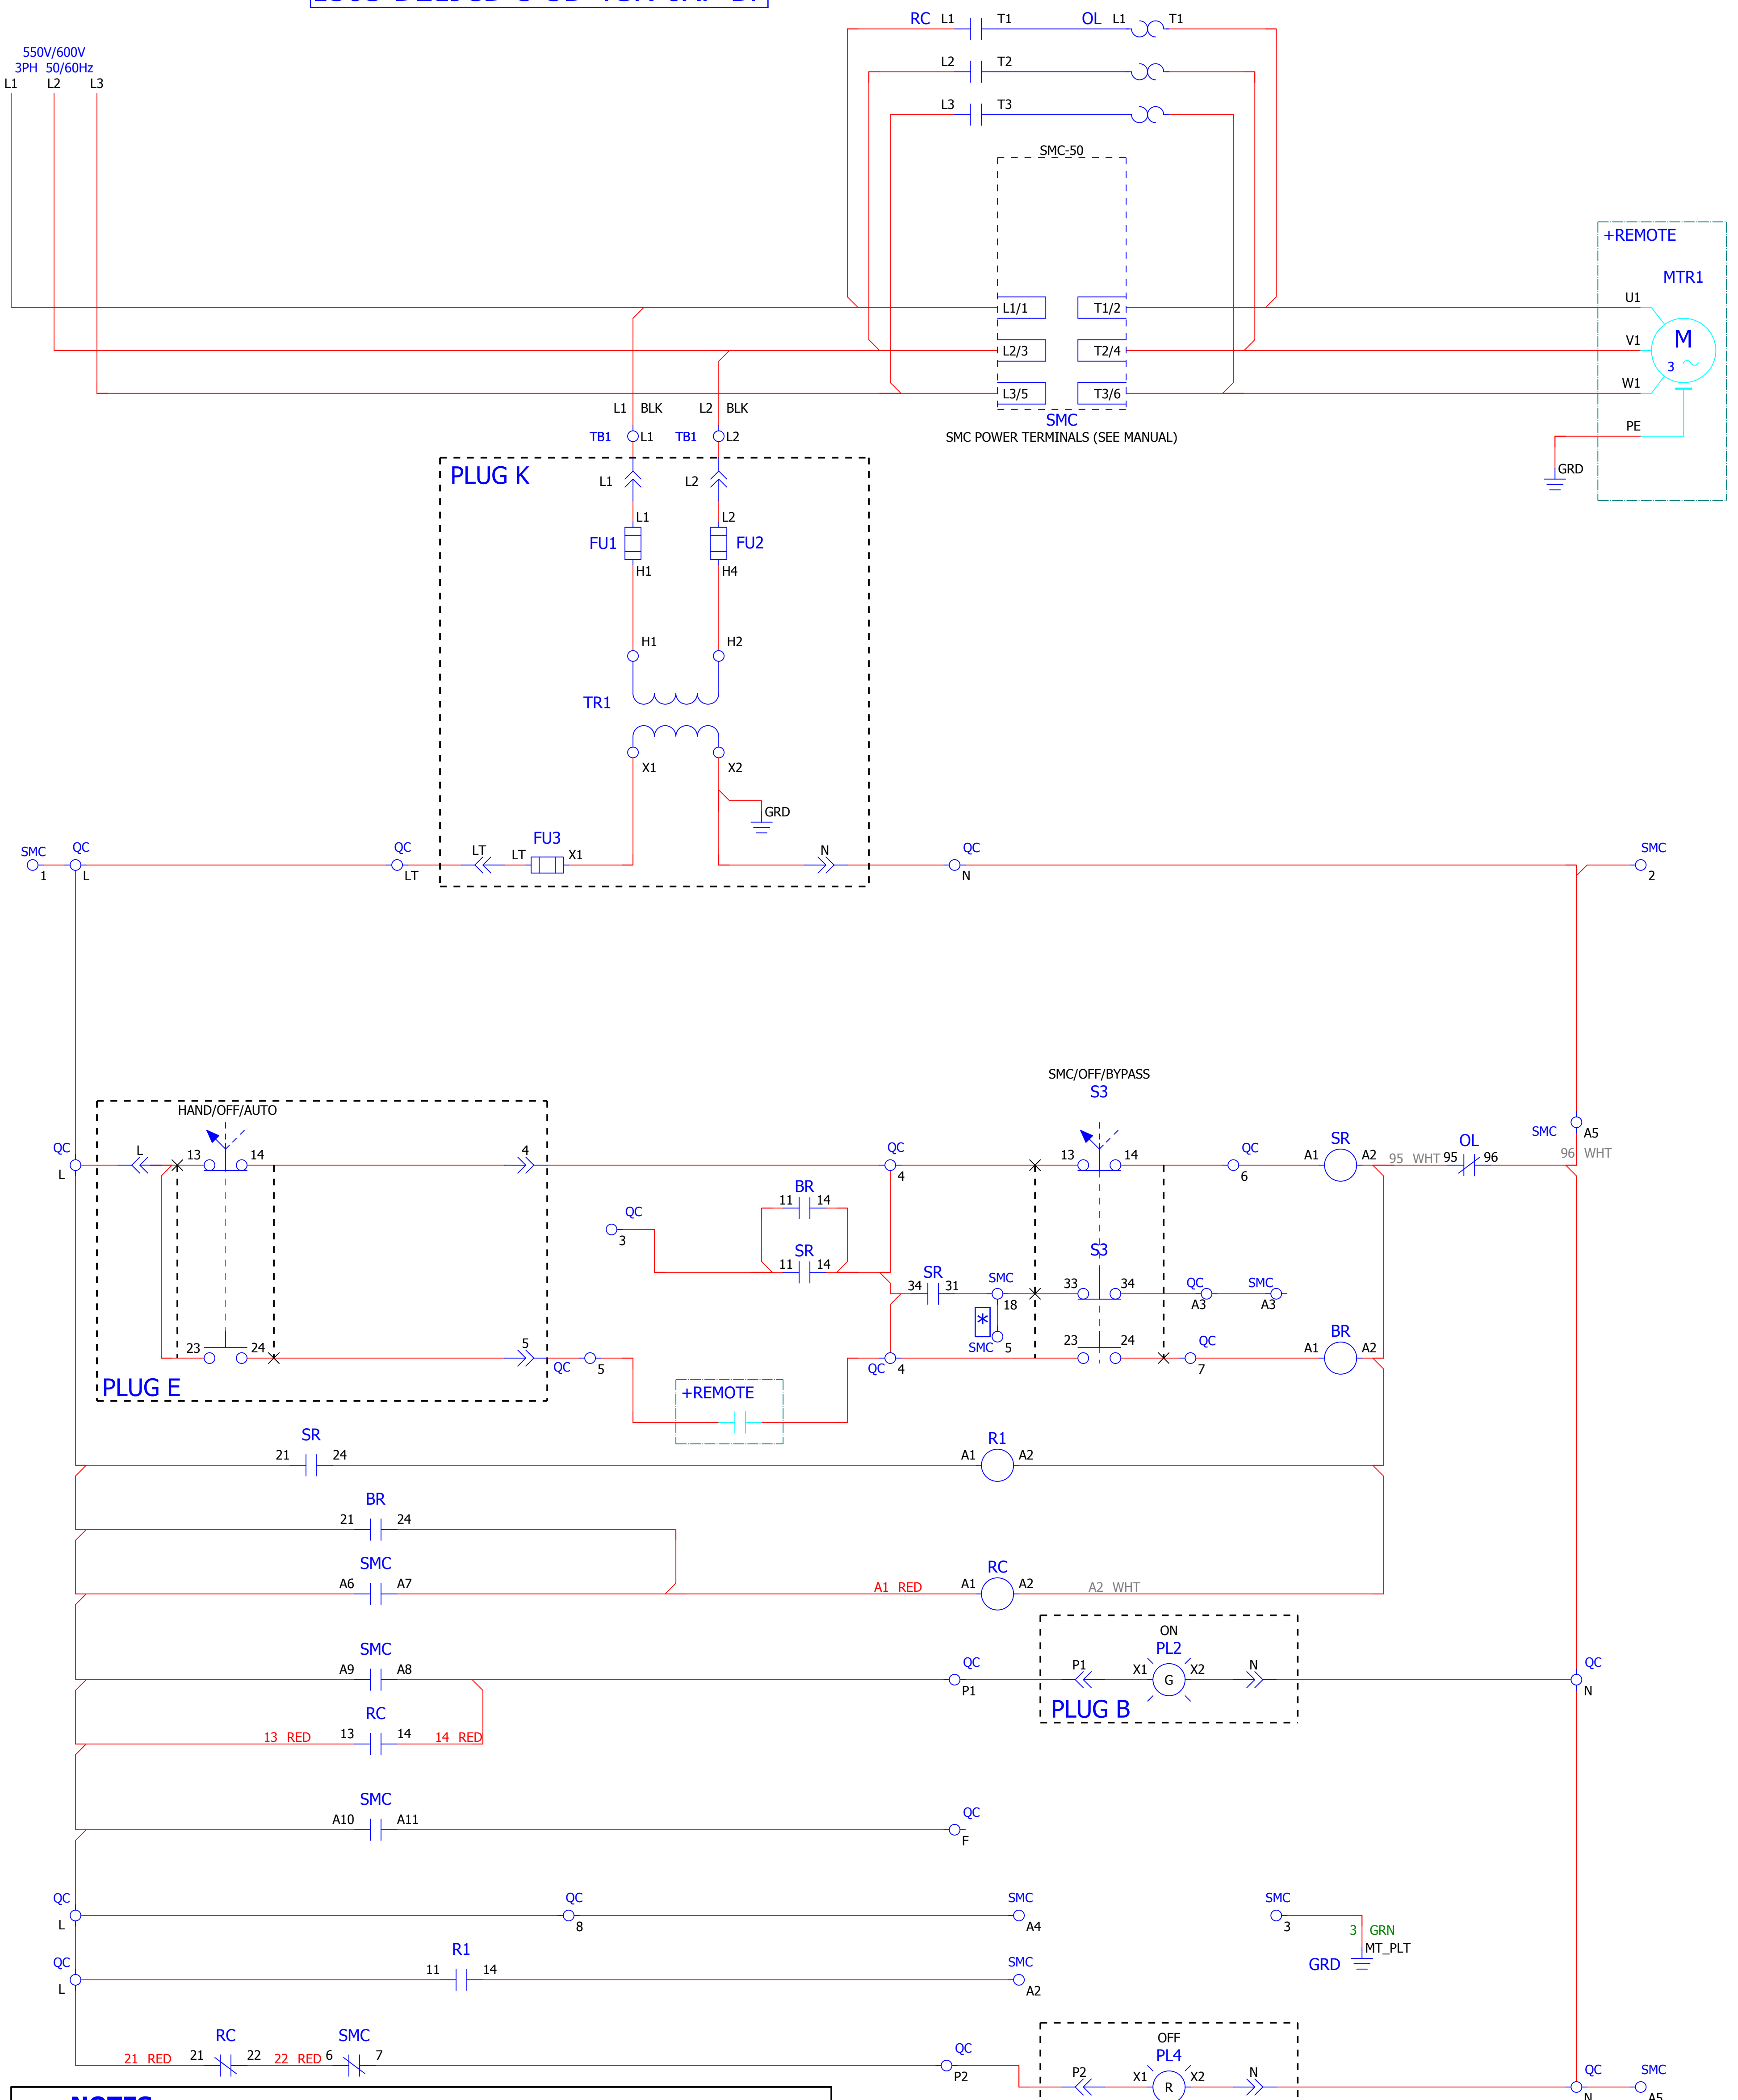 550V/600V
3PH 50/60Hz
L1 L2 L3
RC L1 T1 OL L1 T1
L2 T2
L3 T3
SMC-50
+REMOTE
MTR1
L1/1 T1/2 U1
L2/3 T2/4 V1
M
3
L3/5 T3/6 W1
SMC
SMC POWER TERMINALS (SEE MANUAL)
PE
GRD
L1 BLK L2 BLK
TB1 L1 TB1 L2
PLUG K
L1 L2
L1 L2
FU1 FU2
H1 H4
H1 H2
TR1
X1 X2
GRD
SMC QC QC FU3 QC SMC
LT LT X1 N
1 L LT N 2
SMC/OFF/BYPASS
S3
HAND/OFF/AUTO
SMC A5
QC L 13 14 4 QC 13 14 QC SR OL
A1 A2 95 WHT 95 96 96 WHT
L 4 6
BR
11 14
QC
3
SR
11 14
S3
SR
34 31 SMC 33 34 QC SMC
18 A3 A3
*
SMC 5
BR
23 24 5 QC 5 QC 4 23 24 QC A1 A2
7
PLUG E
+REMOTE
SR
21 24
R1
A1 A2
BR
21 24
SMC
A6 A7
RC
A1 RED A1 A2 A2 WHT
ON
PL2
SMC
A9 A8
QC P1 X1 G X2 N QC
P1 N
PLUG B
RC
13 RED 13 14 14 RED
SMC
A10 A11
QC
F
QC QC SMC SMC
L 8 A4 3
3 GRN
MT_PLT
GRD
QC R1 SMC
11 14
L A2
OFF
PL4
RC SMC
21 RED 21 22 22 RED 6 7
QC
P2
P2 X1 R X2 N
QC SMC
N A5
NOTES